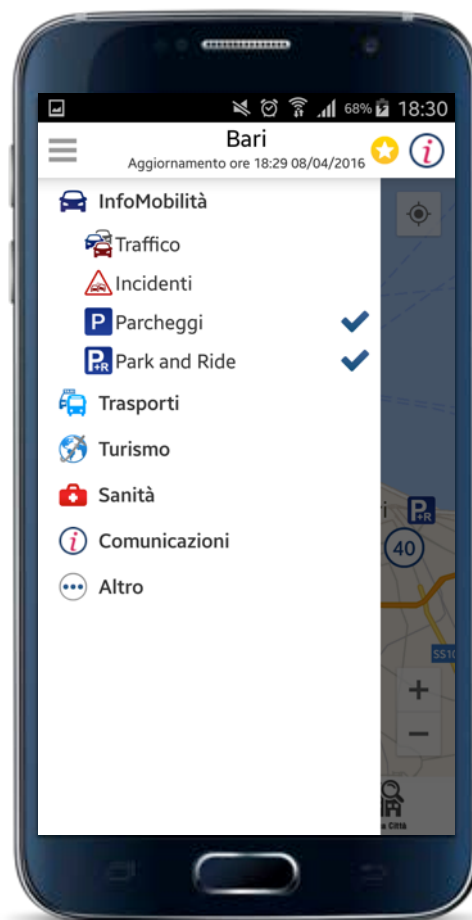 68% 18:30
Bari
Aggiornamento ore 18:29 08/04/2016
i
InfoMobilità
Traffico
Incidenti
P Parcheggi
P+R Park and Ride
Trasporti
Turismo
Sanità
i Comunicazioni
Altro
i P+R
40
+
−
a Città